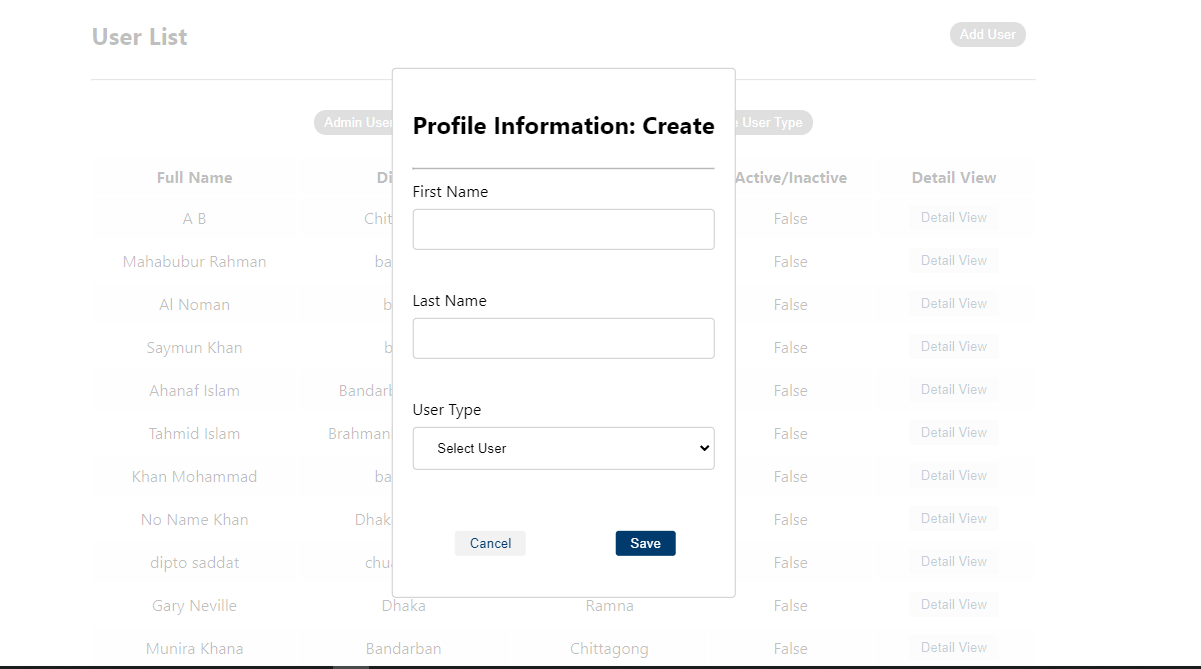 User List
Add User
Admin User
User Type
Profile Information: Create
Full Name Di Active/Inactive Detail View
First Name
A B Chit False Detail View
Mahabubur Rahman ba False Detail View
Last Name
Al Noman b False Detail View
Saymun Khan b False Detail View
Ahanaf Islam Bandarb False Detail View
User Type
Tahmid Islam Brahman False Detail View
Select User
Khan Mohammad ba False Detail View
No Name Khan Dhak False Detail View
Cancel Save
dipto saddat chua False Detail View
Gary Neville Dhaka Ramna False Detail View
Munira Khana Bandarban Chittagong False Detail View